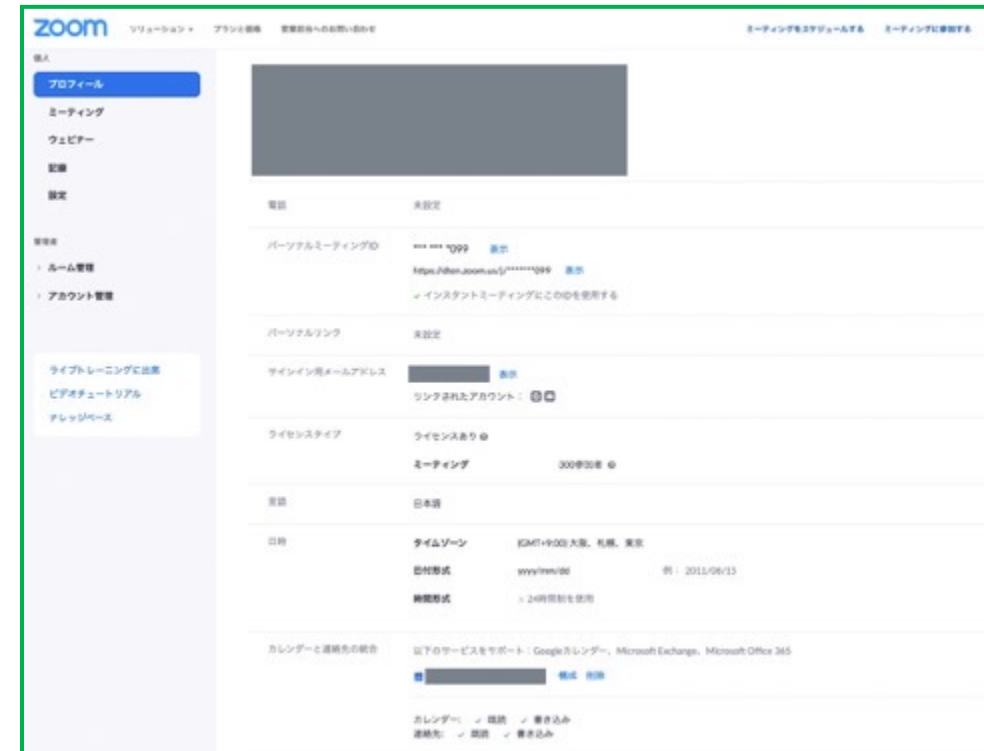 zoom ソリューション プランと価格 営業担当へのお問い合わせ ミーティングをスケジュールする ミーティングに参加する
個人
プロフィール
ミーティング
ウェビナー
記録
設定
管理者
› ルーム管理
› アカウント管理
ライブトレーニングに出席
ビデオチュートリアル
ナレッジベース
電話 未設定
パーソナルミーティングID *** *** *099 表示
zoom.us/j/*******099 表示
✓ インスタントミーティングにこのIDを使用する
パーソナルリンク 未設定
サインイン用メールアドレス 表示
リンクされたアカウント：
ライセンスタイプ ライセンスあり
ミーティング 300参加者
言語 日本語
日時 タイムゾーン (GMT+9:00) 大阪、札幌、東京
日付形式 yyyy/mm/dd 例： 2011/08/15
時間形式 × 24時間制を使用
カレンダーと連絡先の統合 以下のサービスをサポート：Googleカレンダー、Microsoft Exchange、Microsoft Office 365
構成 削除
カレンダー: ✓ 既読 ✓ 書き込み
連絡先: ✓ 既読 ✓ 書き込み